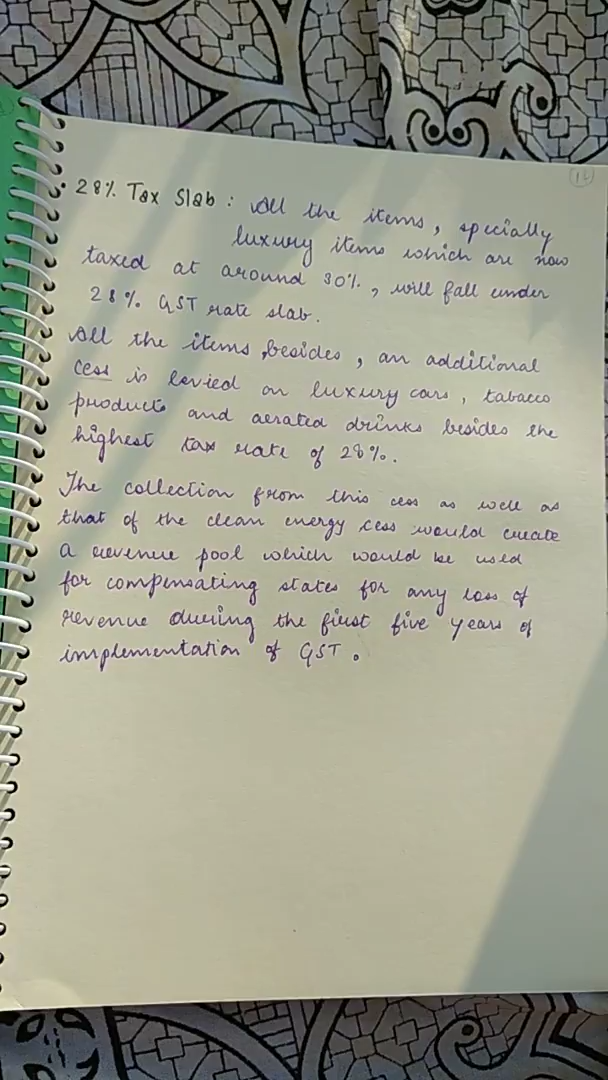 • 28% Tax Slab : All the items, specially
luxury items which are now
taxed at around 30%, will fall under
28% GST rate slab.
All the items, besides, an additional
cess is levied on luxury cars, tabacco
products and aerated drinks besides the
highest tax rate of 28%.
The collection from this cess as well as
that of the clean energy cess would create
a revenue pool which would be used
for compensating states for any loss of
revenue during the first five years of
implementation of GST.